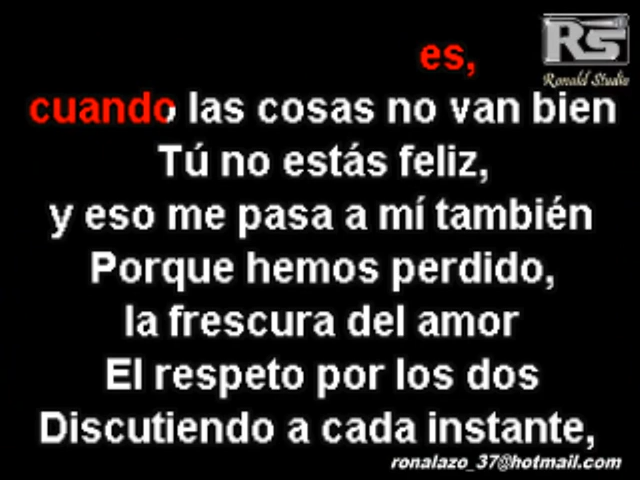 RS
Ronald Studio
es,
cuando las cosas no van bien
Tú no estás feliz,
y eso me pasa a mí también
Porque hemos perdido,
la frescura del amor
El respeto por los dos
Discutiendo a cada instante,
ronalazo_37@hotmail.com